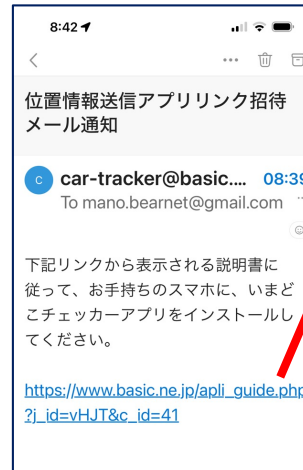 8:42
位置情報送信アプリリンク招待
メール通知
C
car-tracker@basic.... 08:39
To mano.bearnet@gmail.com
下記リンクから表示される説明書に
従って、お手持ちのスマホに、いまど
こチェッカーアプリをインストールし
てください。
https://www.basic.ne.jp/apli_guide.php
?j_id=vHJT&c_id=41